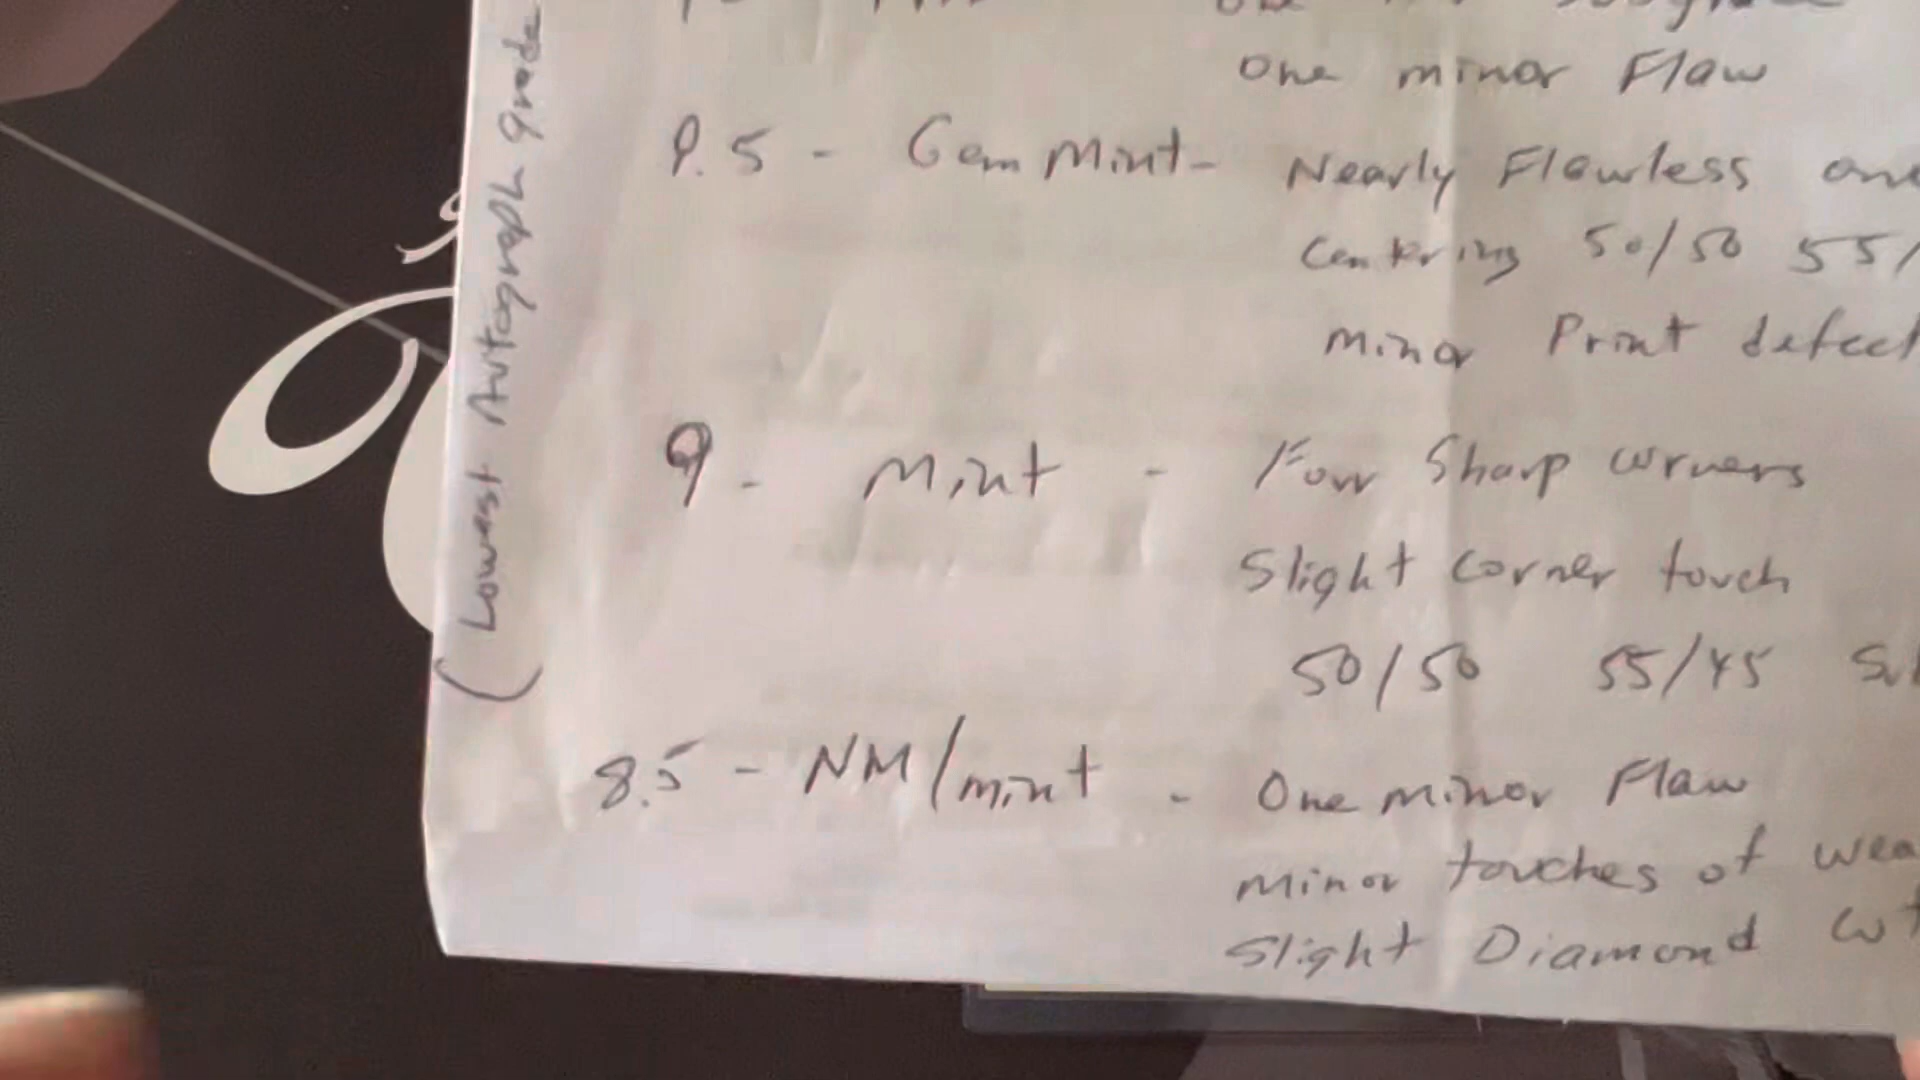 one minor Flaw
9.5 - Gem Mint - Nearly Flawless
Centering 50/50 55/
minor Print defect
9 - Mint - Four Sharp corners
Slight corner touch
50/50 55/45
8.5 - NM/mint - One minor Flaw
minor touches of
Slight Diamond
(Lowest Autograph grade